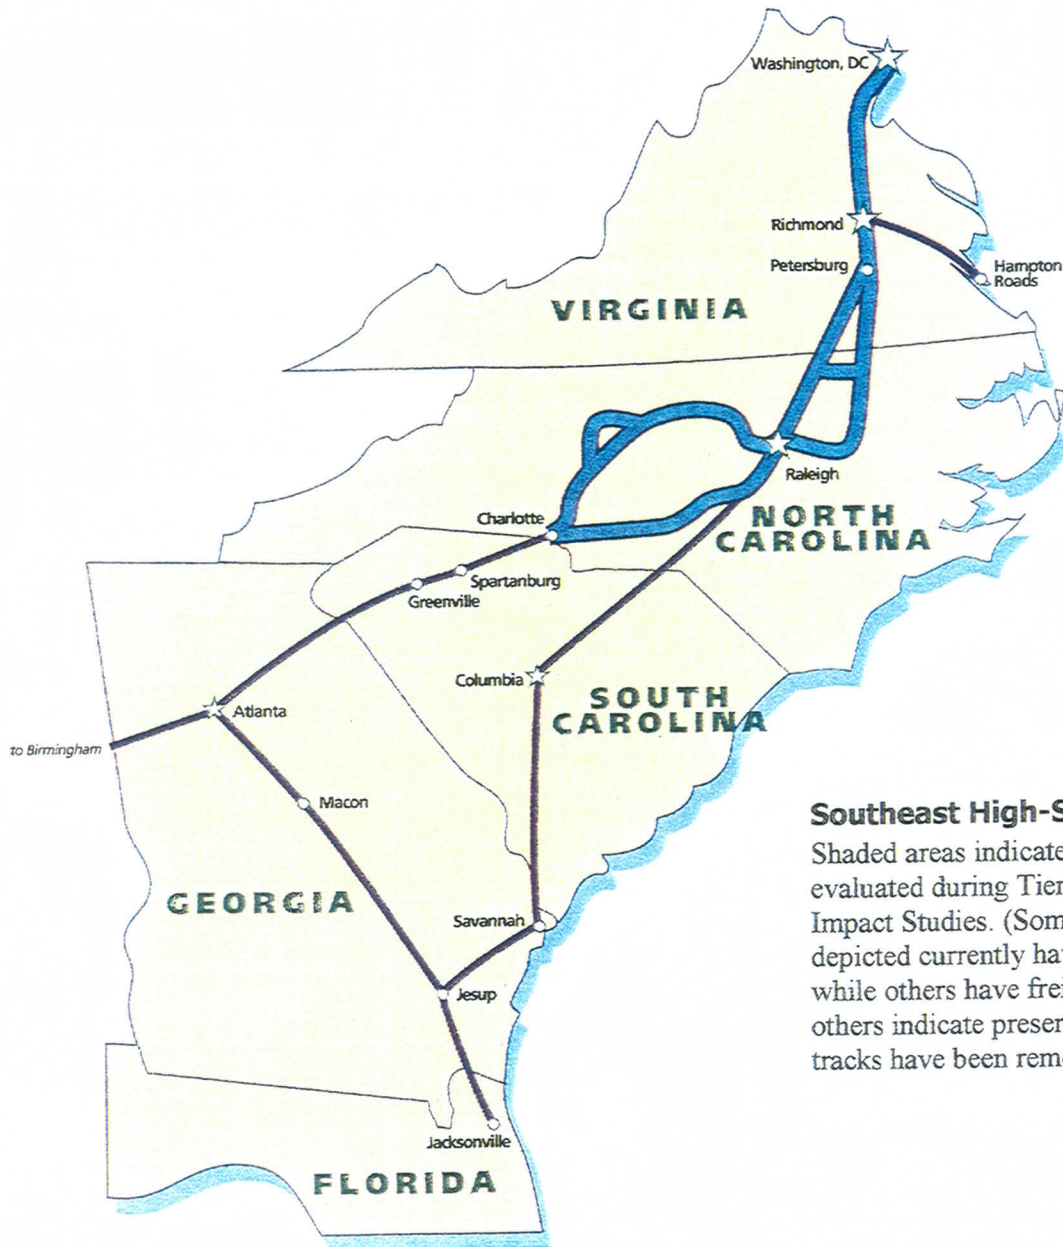 Washington, DC
Richmond
Petersburg
Hampton
Roads
VIRGINIA
Raleigh
Charlotte
NORTH
CAROLINA
Spartanburg
Greenville
Columbia
SOUTH
CAROLINA
Atlanta
to Birmingham
Macon
GEORGIA
Savannah
Jesup
Jacksonville
FLORIDA
Southeast High-S
Shaded areas indicate
evaluated during Tier
Impact Studies. (Som
depicted currently ha
while others have frei
others indicate preser
tracks have been rem